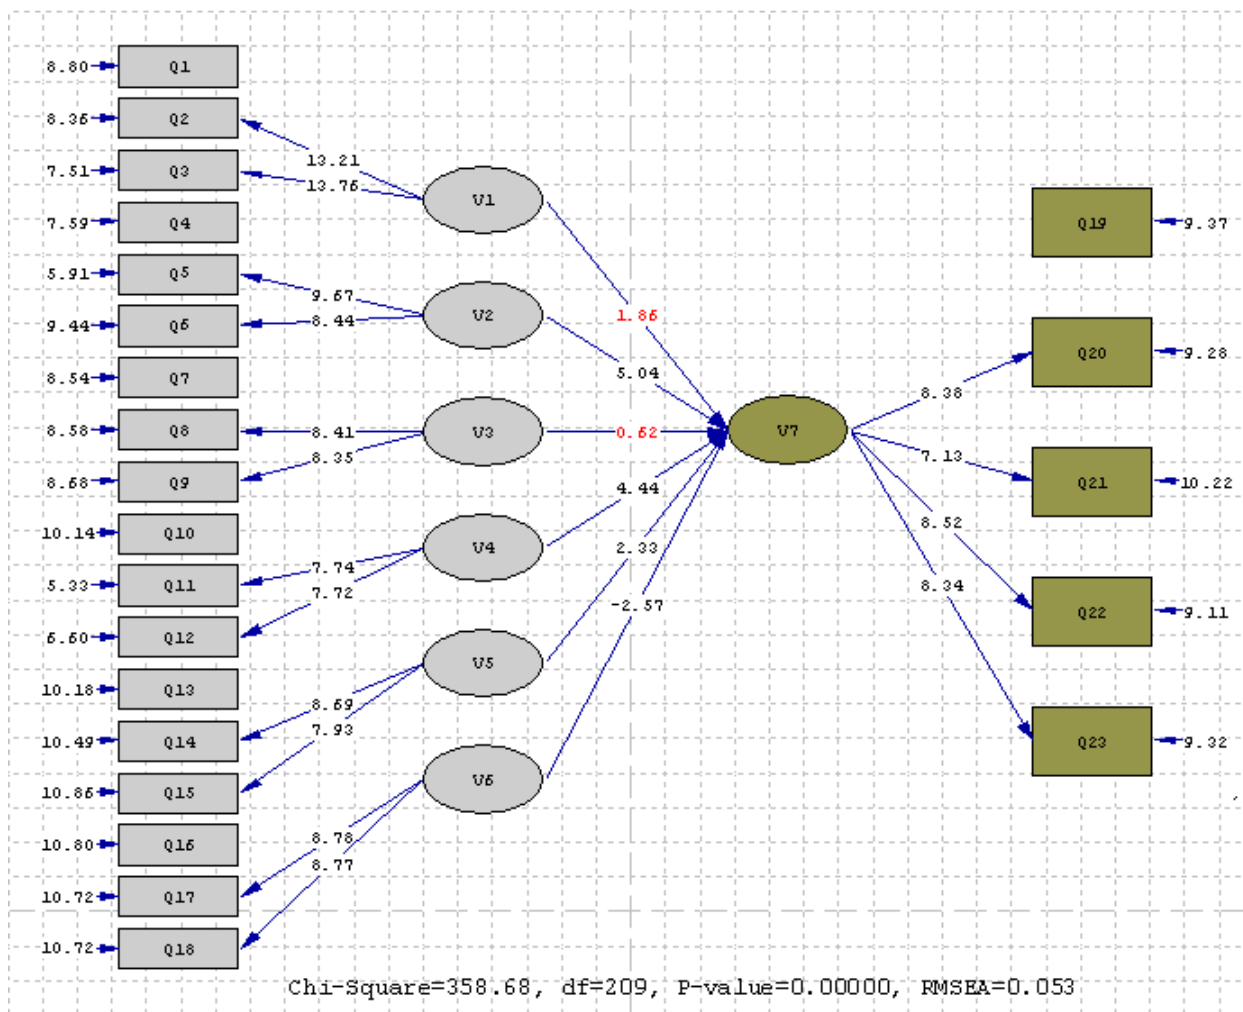 8.80 Q1
8.36 Q2
13.21
7.51 Q3
13.76
V1
7.59 Q4
Q19 9.37
5.91 Q5
9.67
9.44 Q6
8.44
V2
1.86
Q20 9.28
5.04
8.54 Q7
8.38
8.58 Q8
8.41
V3
0.62
V7
8.35
7.13
8.68 Q9
Q21 10.22
4.44
8.52
10.14 Q10
V4
2.33
7.74
5.33 Q11
8.34
7.72
-2.57
Q22 9.11
6.60 Q12
V5
10.18 Q13
8.69
7.93
10.49 Q14
Q23 9.32
V6
10.86 Q15
8.78
10.80 Q16
8.77
10.72 Q17
10.72 Q18
Chi-Square=358.68, df=209, P-value=0.00000, RMSEA=0.053